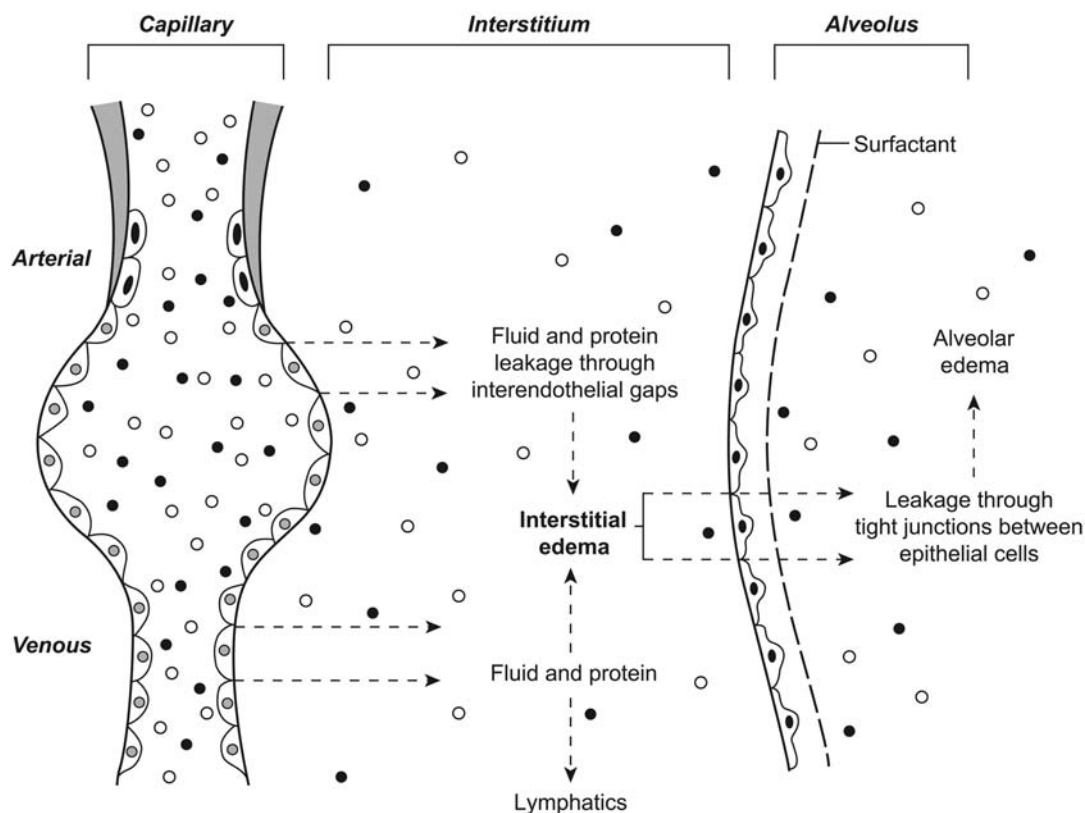 Capillary
Interstitium
Alveolus
Surfactant
Arterial
Fluid and protein
leakage through
interendothelial gaps
Alveolar
edema
Interstitial
edema
Leakage through
tight junctions between
epithelial cells
Venous
Fluid and protein
Lymphatics